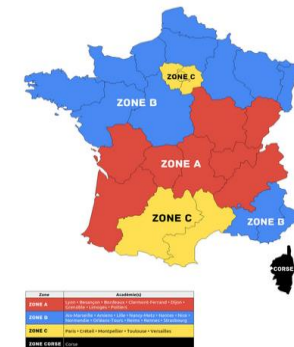 ZONE C
ZONE B
ZONE A
ZONE C
ZONE B
CORSE
Zone Académie(s)
ZONE A Lyon • Besançon • Bordeaux • Clermont-Ferrand • Dijon •
Grenoble • Limoges • Poitiers
ZONE B Aix-Marseille • Amiens • Lille • Nancy-Metz • Nantes • Nice •
Normandie • Orléans-Tours • Reims • Rennes • Strasbourg
ZONE C Paris • Créteil • Montpellier • Toulouse • Versailles
ZONE CORSE Corse